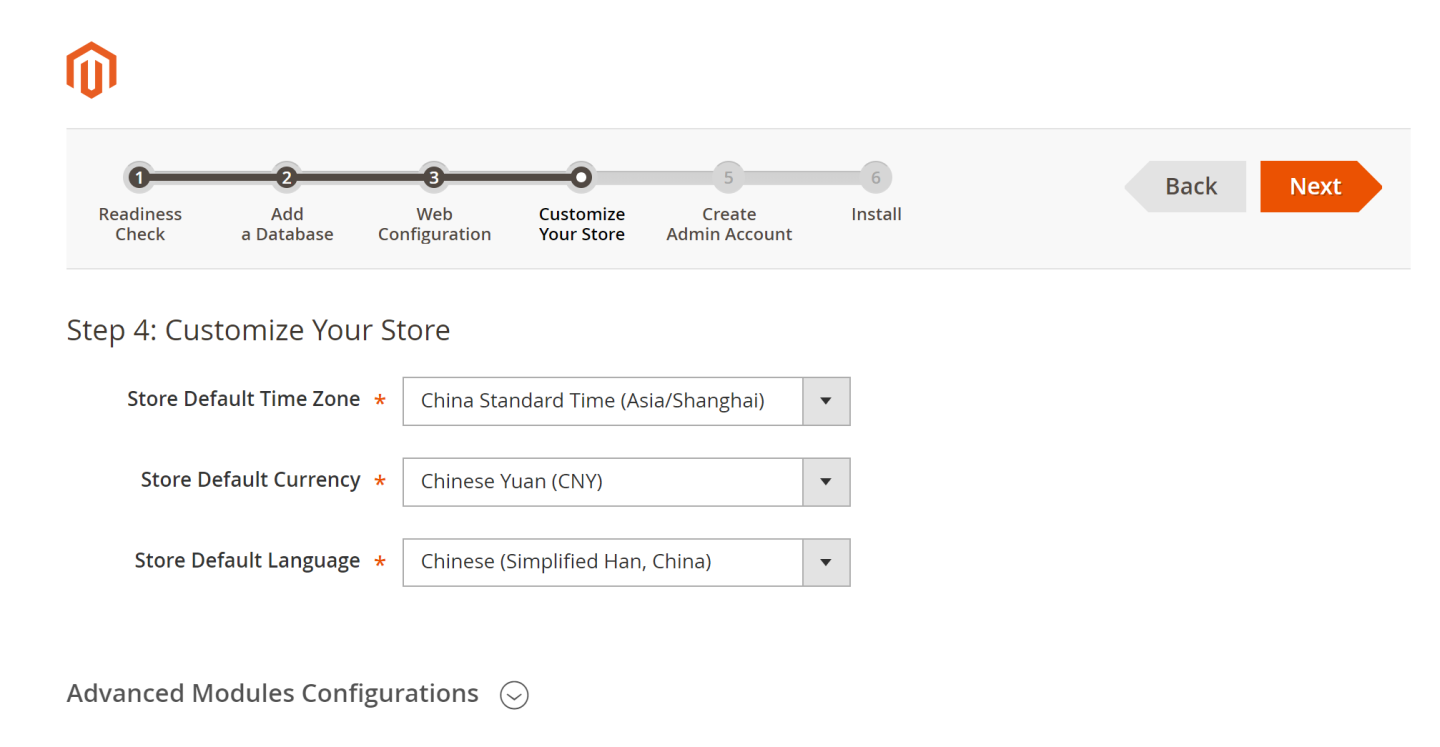 1 2 3 5 6
Readiness Check
Add a Database
Web Configuration
Customize Your Store
Create Admin Account
Install
Back
Next
Step 4: Customize Your Store
Store Default Time Zone * China Standard Time (Asia/Shanghai)
Store Default Currency * Chinese Yuan (CNY)
Store Default Language * Chinese (Simplified Han, China)
Advanced Modules Configurations